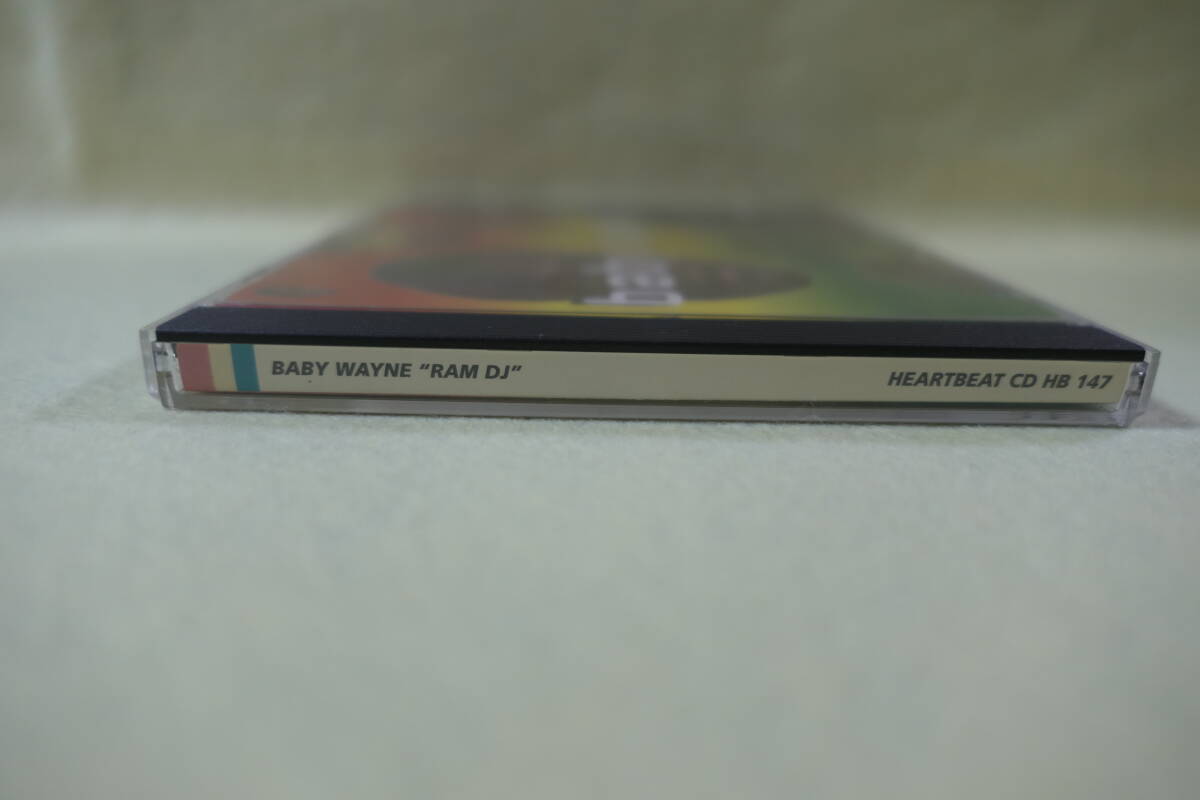 BABY WAYNE “RAM DJ”
HEARTBEAT CD HB 147